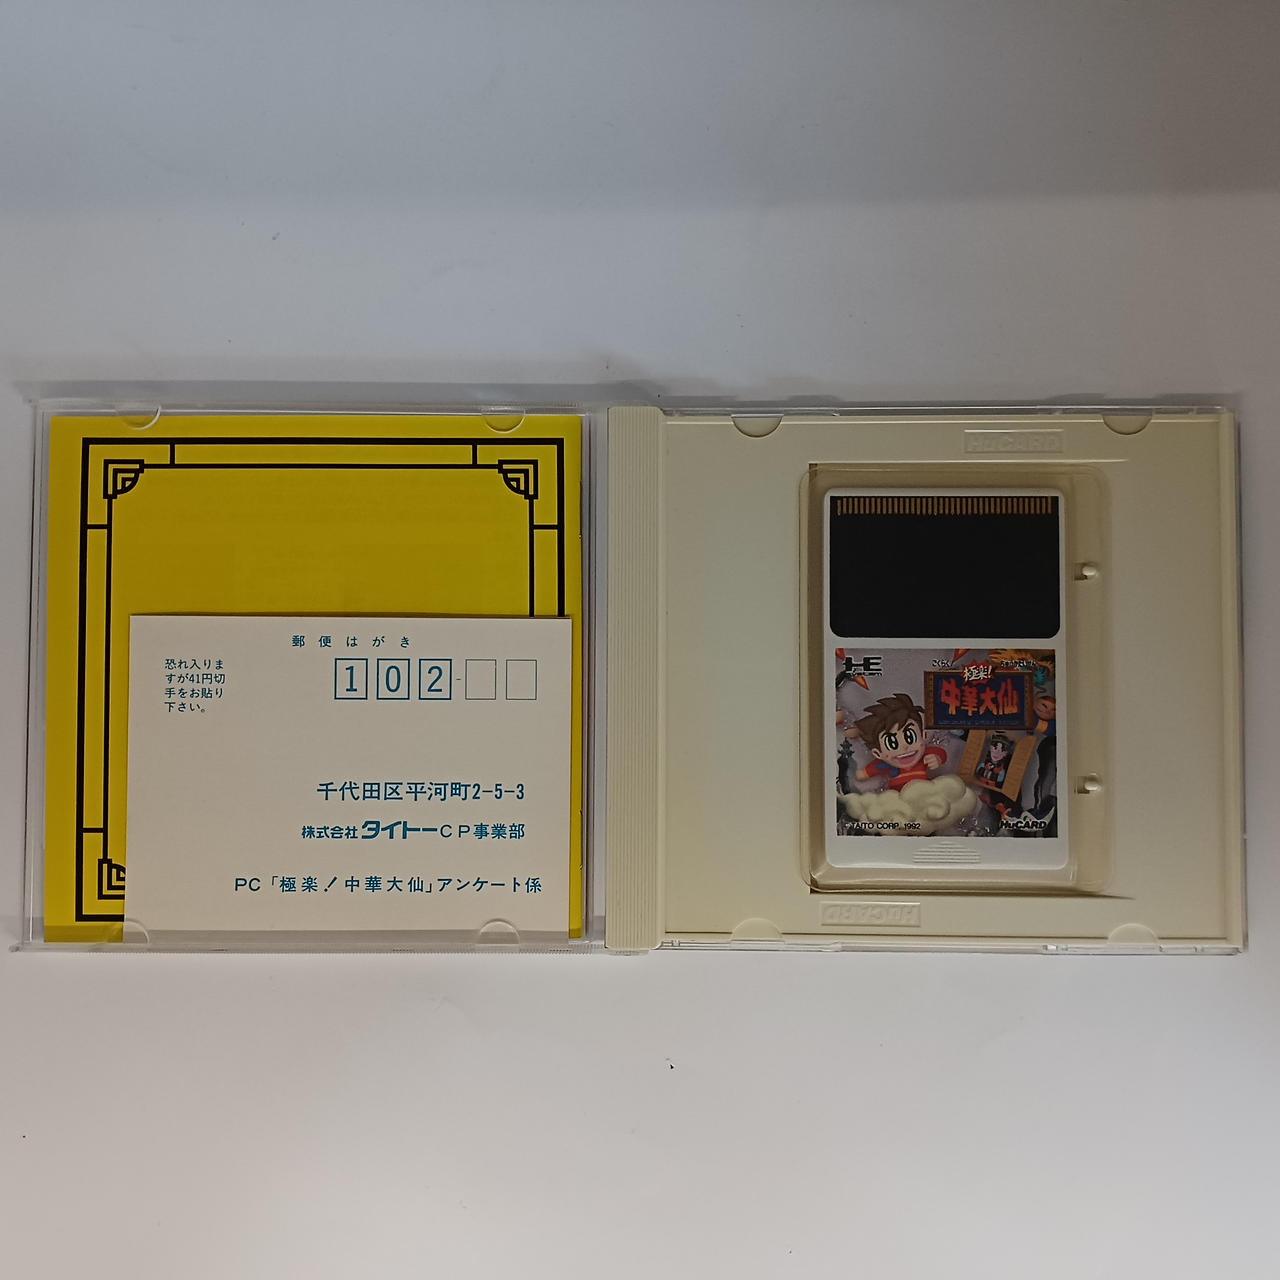 郵便はがき
恐れ入りま
すが41円切
手をお貼り
下さい。
102-
千代田区平河町2-5-3
株式会社タイトーCP事業部
PC「極楽！中華大仙」アンケート係
HuCARD
HE
極楽！
中華大仙
©TAITO CORP. 1992
HuCARD
HuCARD